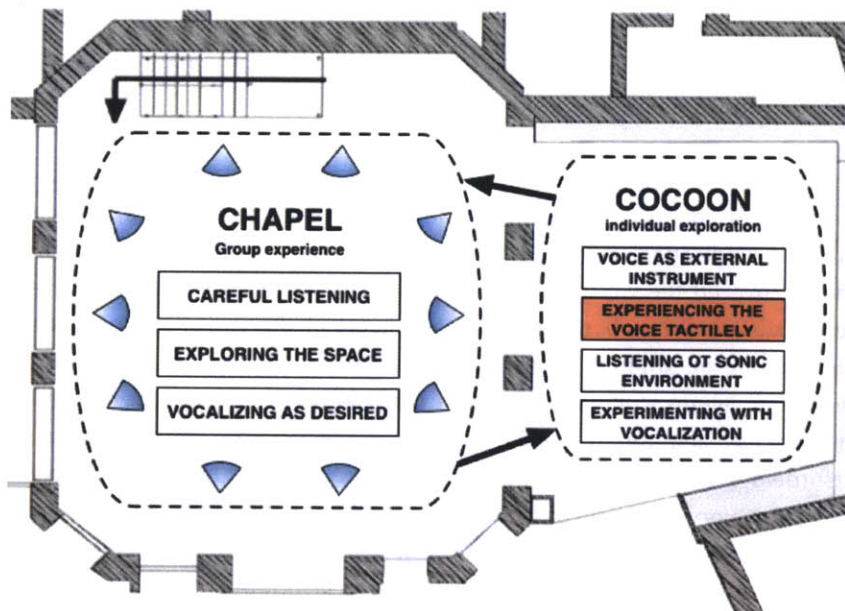 CHAPEL
Group experience
CAREFUL LISTENING
EXPLORING THE SPACE
VOCALIZING AS DESIRED
COCOON
individual exploration
VOICE AS EXTERNAL
INSTRUMENT
EXPERIENCING THE
VOICE TACTILELY
LISTENING OT SONIC
ENVIRONMENT
EXPERIMENTING WITH
VOCALIZATION